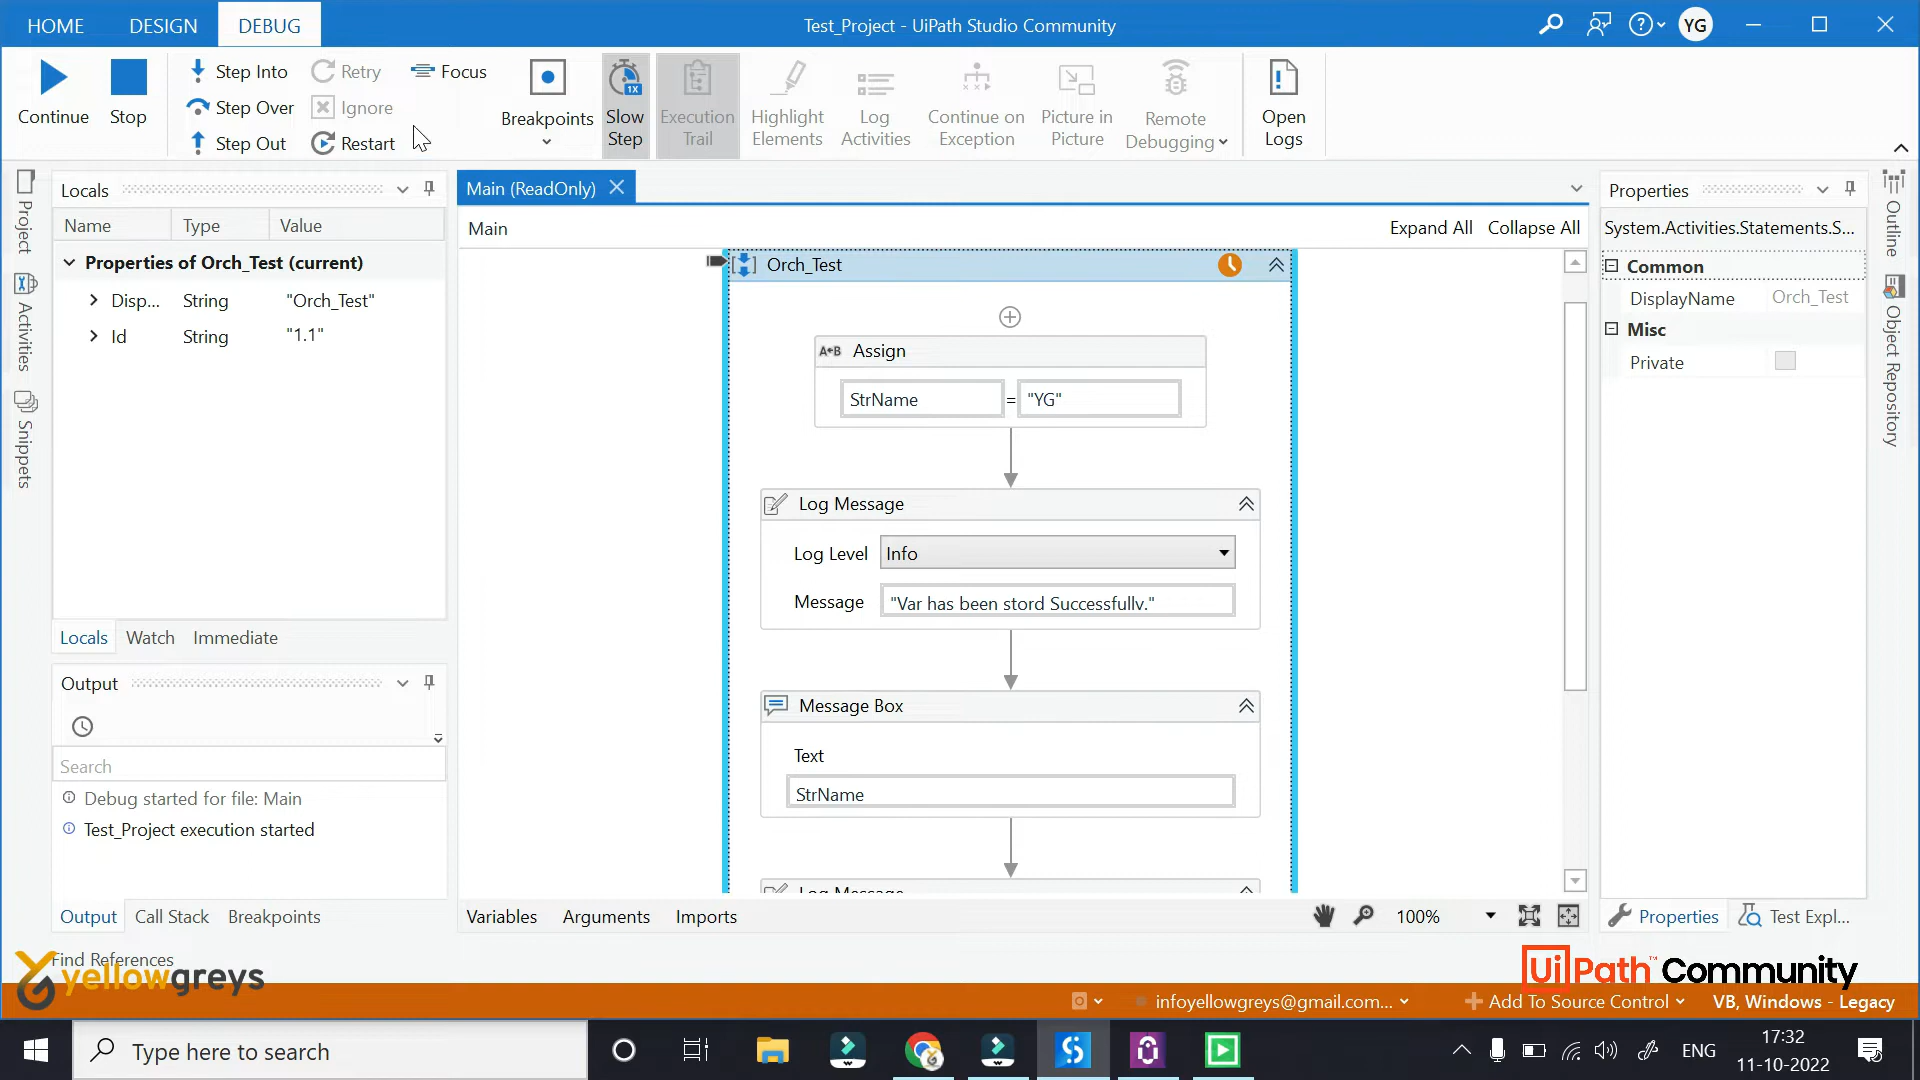 HOME DESIGN DEBUG Test_Project - UiPath Studio Community YG
Continue Stop Step Into Step Over Step Out Retry Ignore Restart Focus Breakpoints 1X Slow Step Execution Trail Highlight Elements Log Activities Continue on Exception Picture in Picture Remote Debugging Open Logs
Project
Activities
Snippets
Locals
Name Type Value
Properties of Orch_Test (current)
Disp... String "Orch_Test"
Id String "1.1"
Locals Watch Immediate
Output
Search
Debug started for file: Main
Test_Project execution started
Output Call Stack Breakpoints
Find References
Main (ReadOnly)
Main Expand All Collapse All
Orch_Test
A+B Assign
StrName = "YG"
Log Message
Log Level Info
Message "Var has been stord Successfully."
Message Box
Text
StrName
Log Message
Variables Arguments Imports 100%
Properties
System.Activities.Statements.S...
Common
DisplayName Orch_Test
Misc
Private
Properties Test Expl...
Outline
Object Repository
yellowgreys
UiPath™ Community
infoyellowgreys@gmail.com... Add To Source Control VB, Windows - Legacy
Type here to search
ENG
17:32
11-10-2022